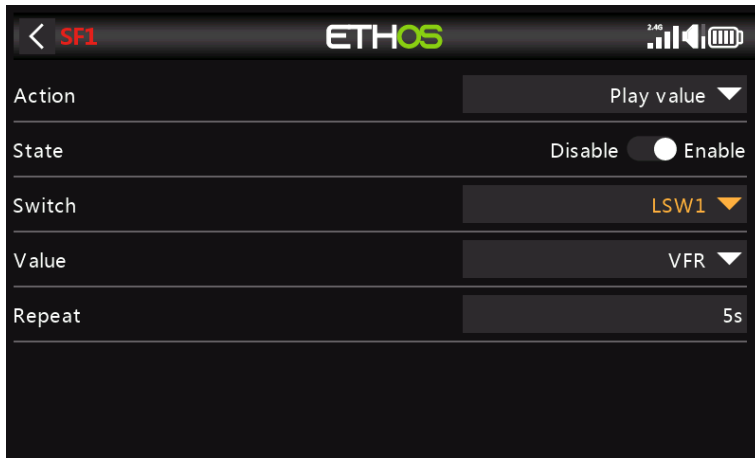 SF1 ETHOS 2.4G
Action Play value
State Disable Enable
Switch LSW1
Value VFR
Repeat 5s